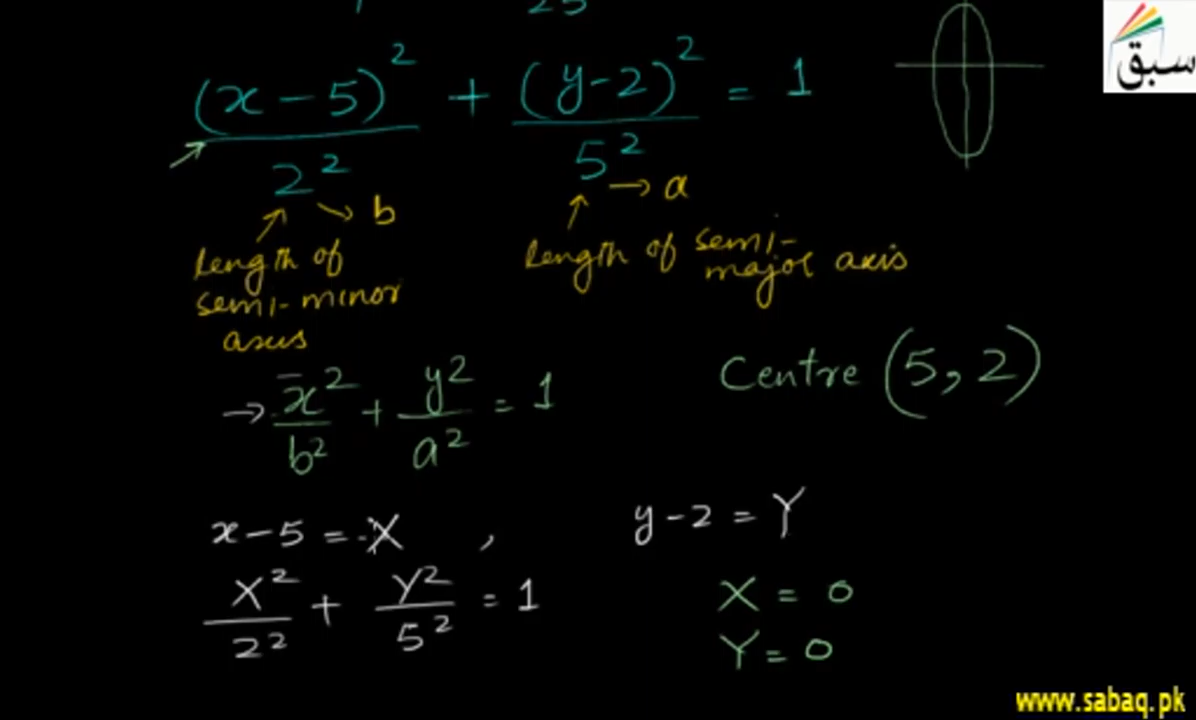 25
سبق
(x-5)² / 2² + (y-2)² / 5² = 1
→ b
→ a
length of semi-minor axis
length of semi-major axis
Centre (5, 2)
→ x² / b² + y² / a² = 1
x-5 = X , y-2 = Y
X² / 2² + Y² / 5² = 1
X = 0
Y = 0
www.sabaq.pk